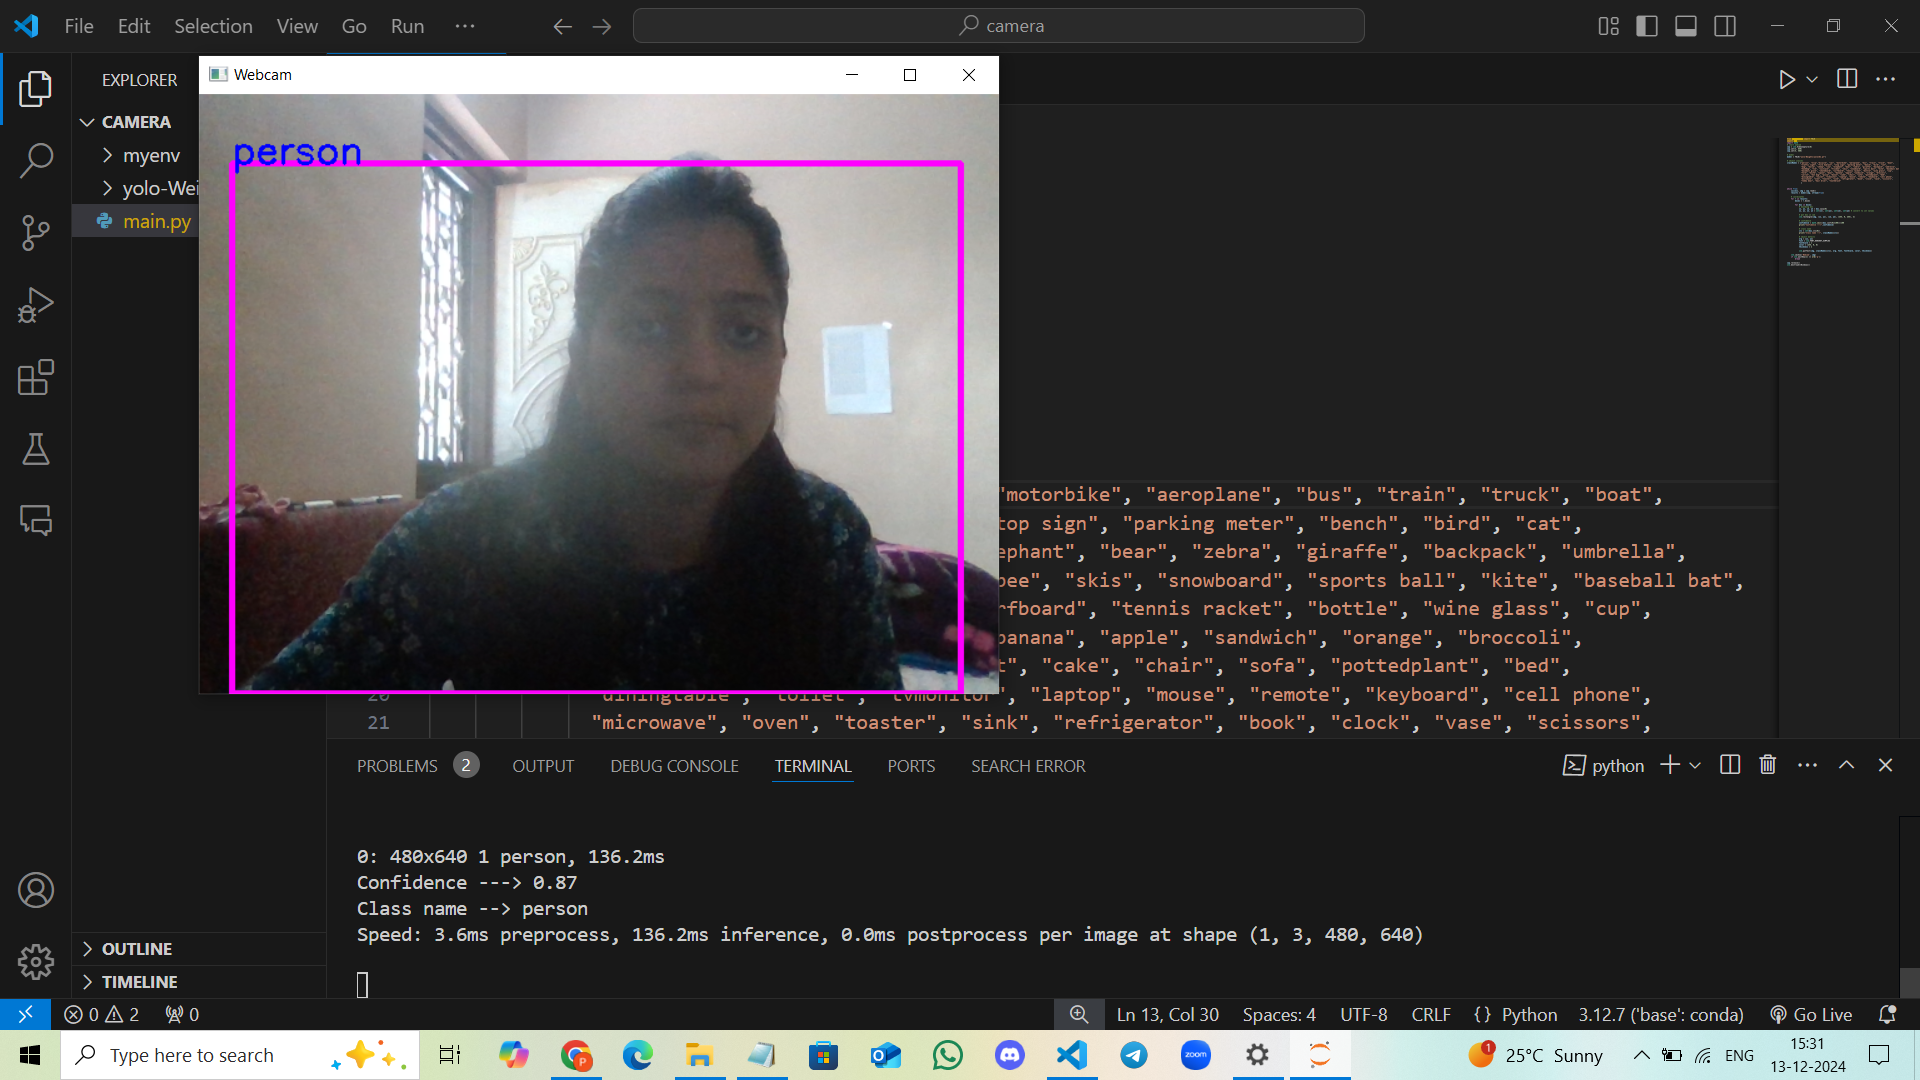 File Edit Selection View Go Run ··· camera
EXPLORER
CAMERA
myenv
yolo-Wei
main.py
Webcam
person
"motorbike", "aeroplane", "bus", "train", "truck", "boat",
top sign", "parking meter", "bench", "bird", "cat",
ephant", "bear", "zebra", "giraffe", "backpack", "umbrella",
bee", "skis", "snowboard", "sports ball", "kite", "baseball bat",
rfboard", "tennis racket", "bottle", "wine glass", "cup",
banana", "apple", "sandwich", "orange", "broccoli",
t", "cake", "chair", "sofa", "pottedplant", "bed",
20 "diningtable", "toilet", "tvmonitor", "laptop", "mouse", "remote", "keyboard", "cell phone",
21 "microwave", "oven", "toaster", "sink", "refrigerator", "book", "clock", "vase", "scissors",
PROBLEMS 2 OUTPUT DEBUG CONSOLE TERMINAL PORTS SEARCH ERROR python
0: 480x640 1 person, 136.2ms
Confidence ---> 0.87
Class name --> person
Speed: 3.6ms preprocess, 136.2ms inference, 0.0ms postprocess per image at shape (1, 3, 480, 640)
OUTLINE
TIMELINE
0 2 0 Ln 13, Col 30 Spaces: 4 UTF-8 CRLF {} Python 3.12.7 ('base': conda) Go Live
Type here to search zoom 1 25°C Sunny ENG 15:31
13-12-2024